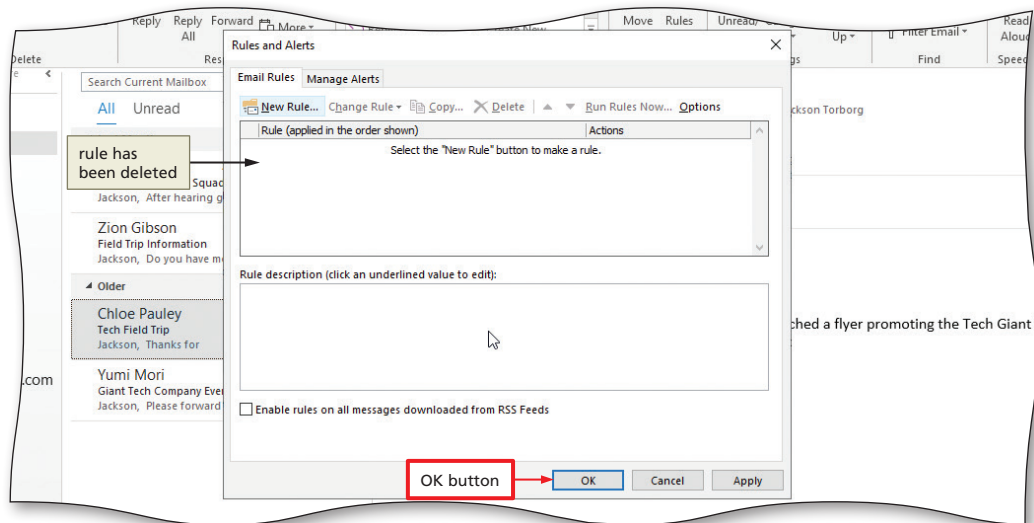 Reply Reply Forward More Move Rules Unread/ Read
All Up Filter Email Aloud
Delete Res gs Find Speec
Rules and Alerts
Search Current Mailbox
Email Rules Manage Alerts
All Unread
New Rule... Change Rule Copy... Delete Run Rules Now... Options
ckson Torborg
Rule (applied in the order shown) Actions
Select the "New Rule" button to make a rule.
rule has
been deleted
Squad
Jackson, After hearing g
Zion Gibson
Field Trip Information
Jackson, Do you have me
Rule description (click an underlined value to edit):
Older
Chloe Pauley
Tech Field Trip
Jackson, Thanks for
ched a flyer promoting the Tech Giant
Yumi Mori
.com
Giant Tech Company Eve
Jackson, Please forward
Enable rules on all messages downloaded from RSS Feeds
OK button
OK Cancel Apply